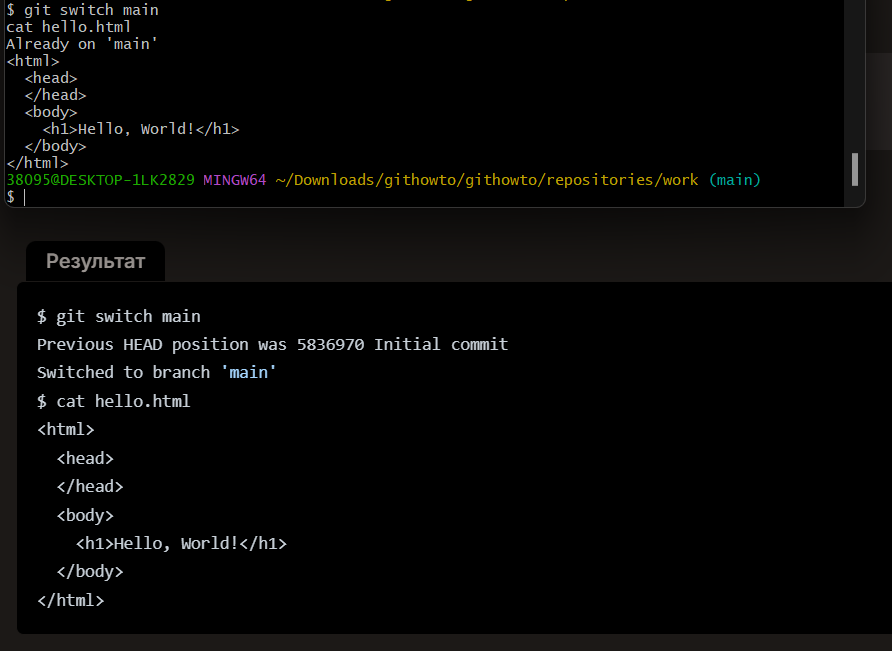 $ git switch main
cat hello.html
Already on 'main'
<html>
  <head>
  </head>
  <body>
    <h1>Hello, World!</h1>
  </body>
</html>
38095@DESKTOP-1LK2829 MINGW64 ~/Downloads/githowto/githowto/repositories/work (main)
$
Результат
$ git switch main
Previous HEAD position was 5836970 Initial commit
Switched to branch 'main'
$ cat hello.html
<html>
  <head>
  </head>
  <body>
    <h1>Hello, World!</h1>
  </body>
</html>